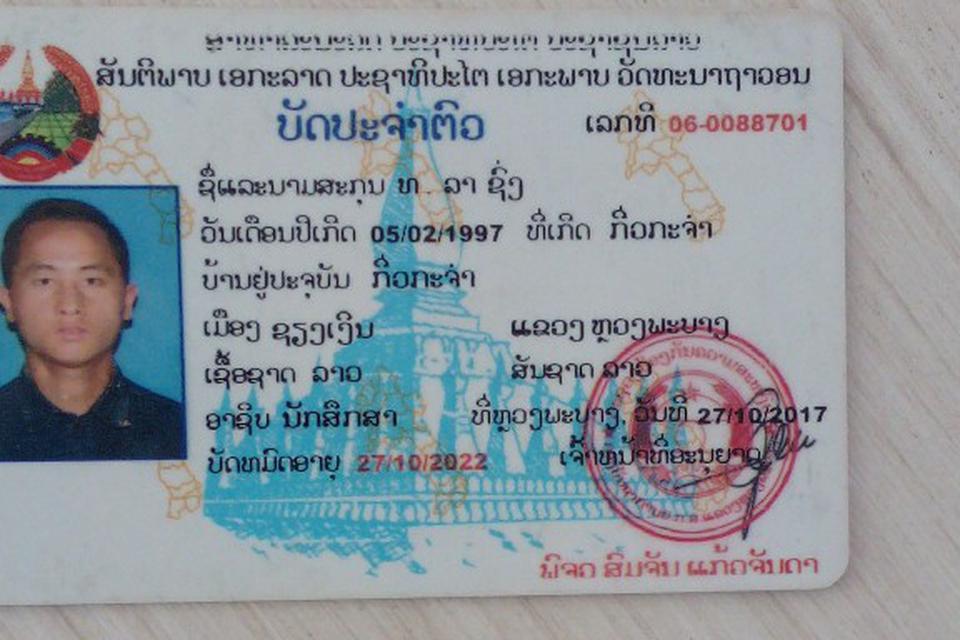 ສັນຕິພາບ ເອກະລາດ ປະຊາທິປະໄຕ ເອກະພາບ ວັດທະນາຖາວອນ
ບັດປະຈຳຕົວ
ເລກທີ 06-0088701
ຊື່ແລະນາມສະກຸນ ທ . ລາ ຊົ່ງ
ວັນເດືອນປີເກີດ 05/02/1997 ທີ່ເກີດ ກິ່ວກະຈຳ
ບ້ານຢູ່ປະຈຸບັນ ກິ່ວກະຈຳ
ເມືອງ ຊຽງເງິນ ແຂວງ ຫຼວງພະບາງ
ເຊື້ອຊາດ ລາວ ສັນຊາດ ລາວ
ອາຊີບ ນັກສຶກສາ ທີ່ຫຼວງພະບາງ, ວັນທີ 27/10/2017
ບັດຫມົດອາຍຸ 27/10/2022 ເຈົ້າຫນ້າທີ່ອະນຸຍາດ
ພິຈດ ສົມຈັນ ແກ້ດຈັນດາ